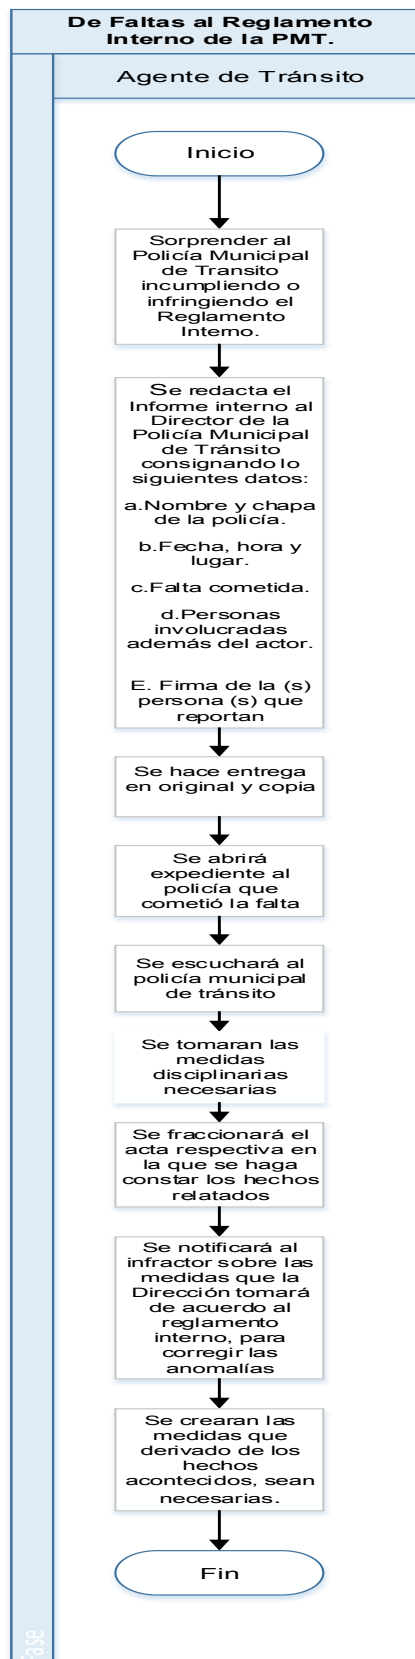 De Faltas al Reglamento
Interno de la PMT.
Agente de Tránsito
Inicio
Sorprender al
Policía Municipal
de Transito
incumpliendo o
infringiendo el
Reglamento
Interno.
Se redacta el
Informe interno al
Director de la
Policía Municipal
de Tránsito
consignando lo
siguientes datos:
a.Nombre y chapa
de la policía.
b.Fecha, hora y
lugar.
c.Falta cometida.
d.Personas
involucradas
además del actor.
E. Firma de la (s)
persona (s) que
reportan
Se hace entrega
en original y copia
Se abrirá
expediente al
policía que
cometió la falta
Se escuchará al
policía municipal
de tránsito
Se tomaran las
medidas
disciplinarias
necesarias
Se fraccionará el
acta respectiva en
la que se haga
constar los hechos
relatados
Se notificará al
infractor sobre las
medidas que la
Dirección tomará
de acuerdo al
reglamento
interno, para
corregir las
anomalías
Se crearan las
medidas que
derivado de los
hechos
acontecidos, sean
necesarias.
Fin
Fase